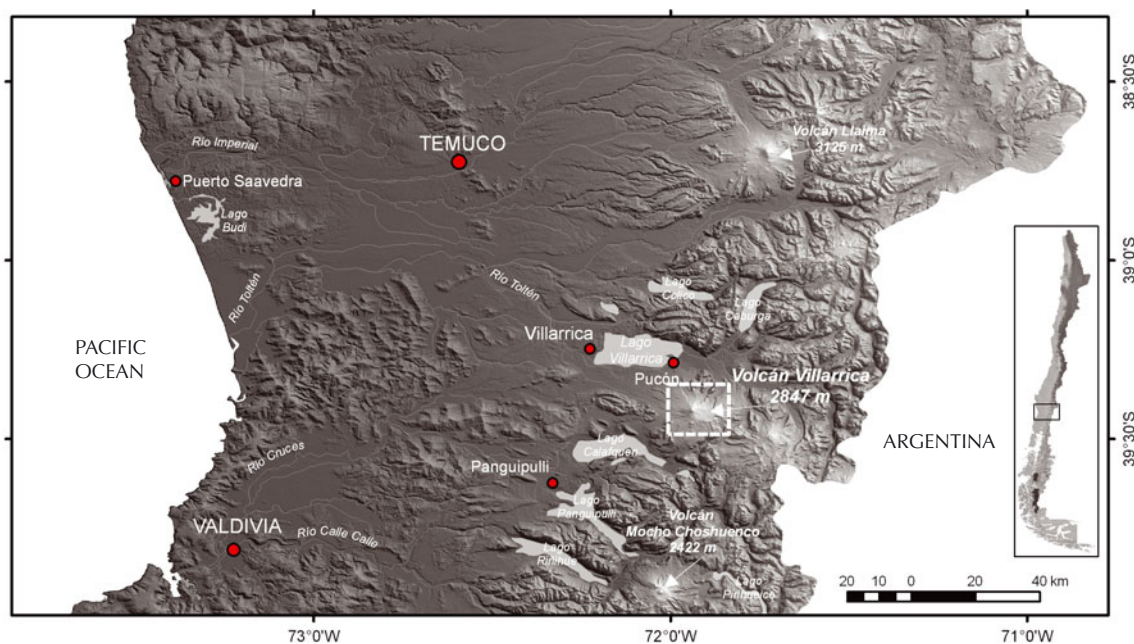 38°30'S
Volcán Llaima
3125 m
Río Imperial
TEMUCO
Puerto Saavedra
Lago
Budi
39°0'S
Río Toltén
Río Toltén
Lago
Colico
Lago
Caburga
Villarrica
Lago
Villarrica
PACIFIC
OCEAN
Pucón
Volcán Villarrica
2847 m
ARGENTINA
39°30'S
Lago
Calafquen
Río Cruces
Panguipulli
Lago
Panguipulli
Volcán
Mocho Choshuenco
2422 m
VALDIVIA
Río Calle Calle
Lago
Riñihue
Lago
Pirihueico
20 10 0 20 40 km
73°0'W
72°0'W
71°0'W